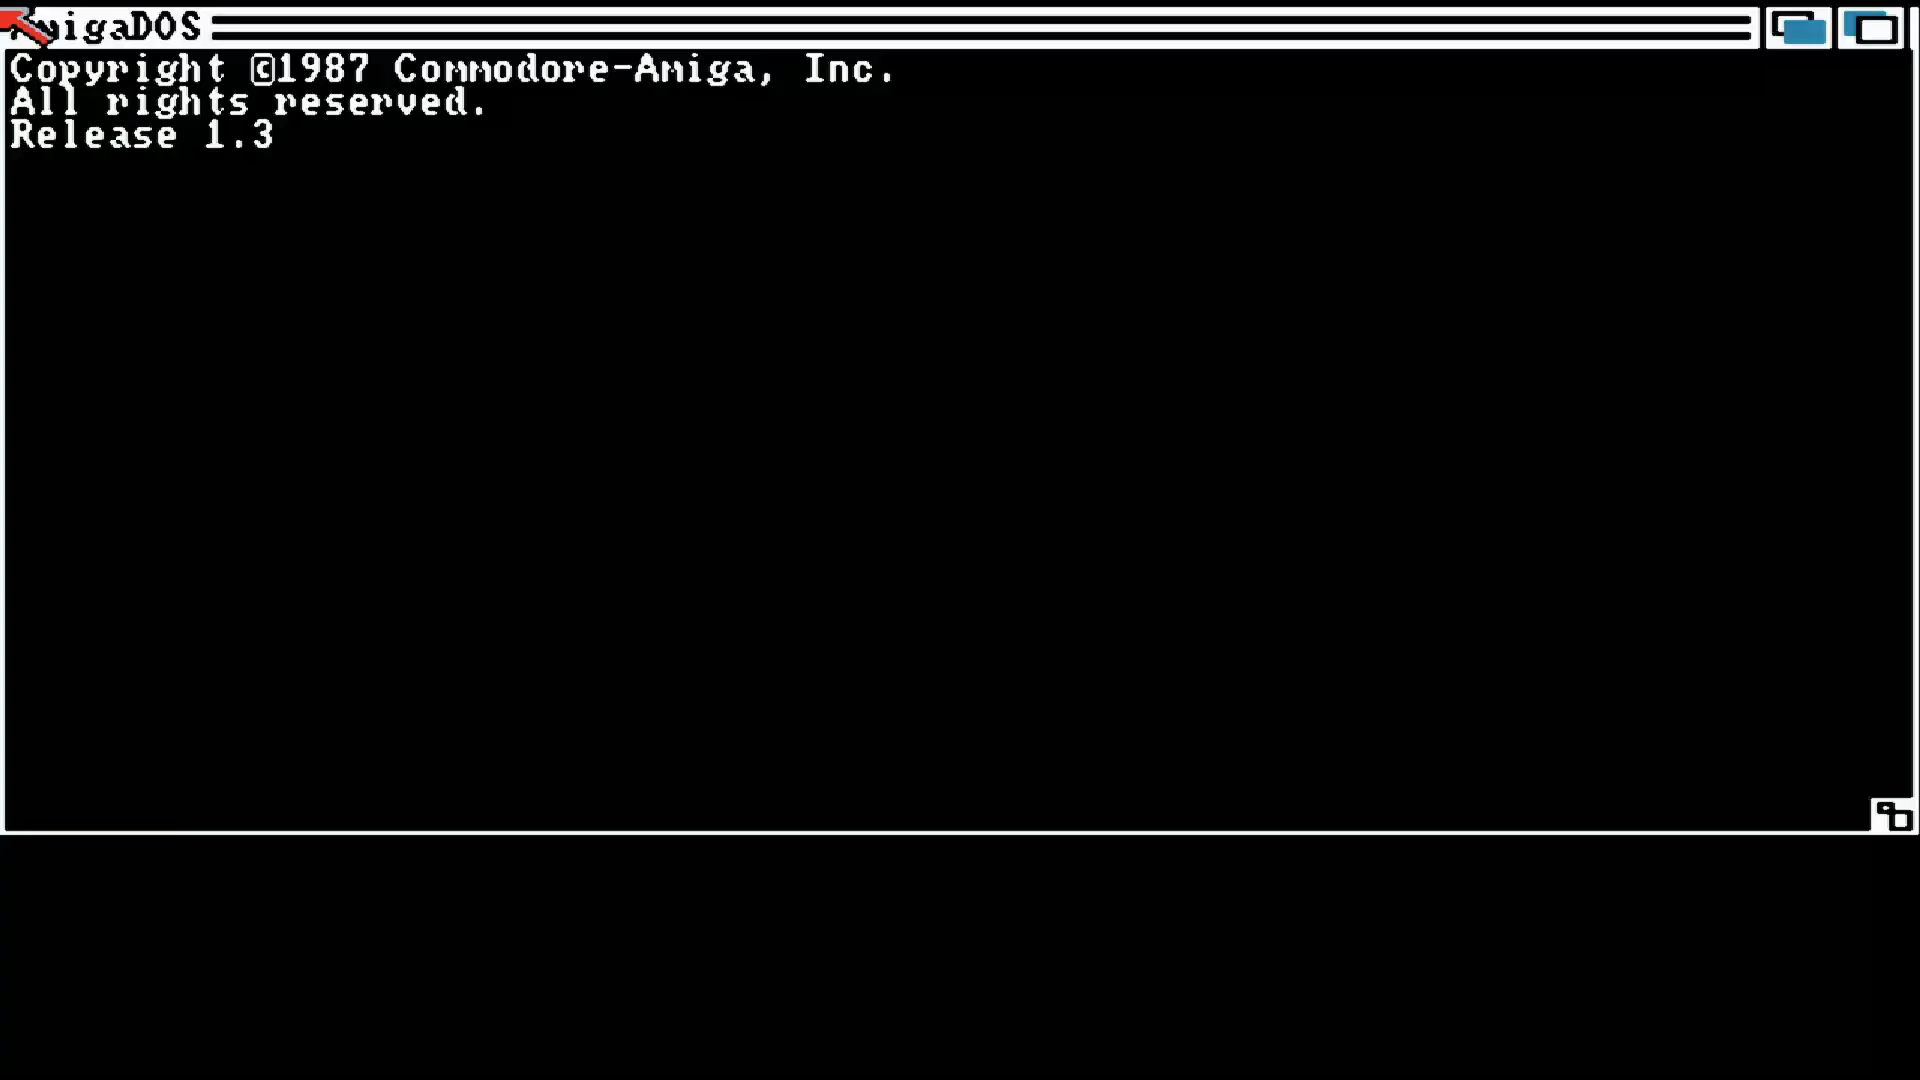 AmigaDOS
Copyright ©1987 Commodore-Amiga, Inc.
All rights reserved.
Release 1.3